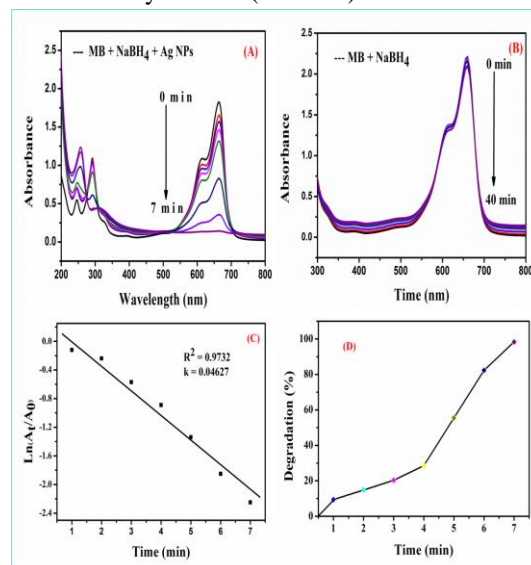 (A)
--- MB + NaBH4 + Ag NPs
0 min
7 min
Absorbance
2.5
2.0
1.5
1.0
0.5
0.0
200 300 400 500 600 700 800
Wavelength (nm)
(B)
--- MB + NaBH4
0 min
40 min
Absorbance
2.5
2.0
1.5
1.0
0.5
0.0
300 400 500 600 700 800
Time (nm)
(C)
R2 = 0.9732
k = 0.04627
Ln(At/A0)
0.0
-0.4
-0.8
-1.2
-1.6
-2.0
-2.4
1 2 3 4 5 6 7
Time (min)
(D)
Degradation (%)
100
80
60
40
20
0
1 2 3 4 5 6 7
Time (min)